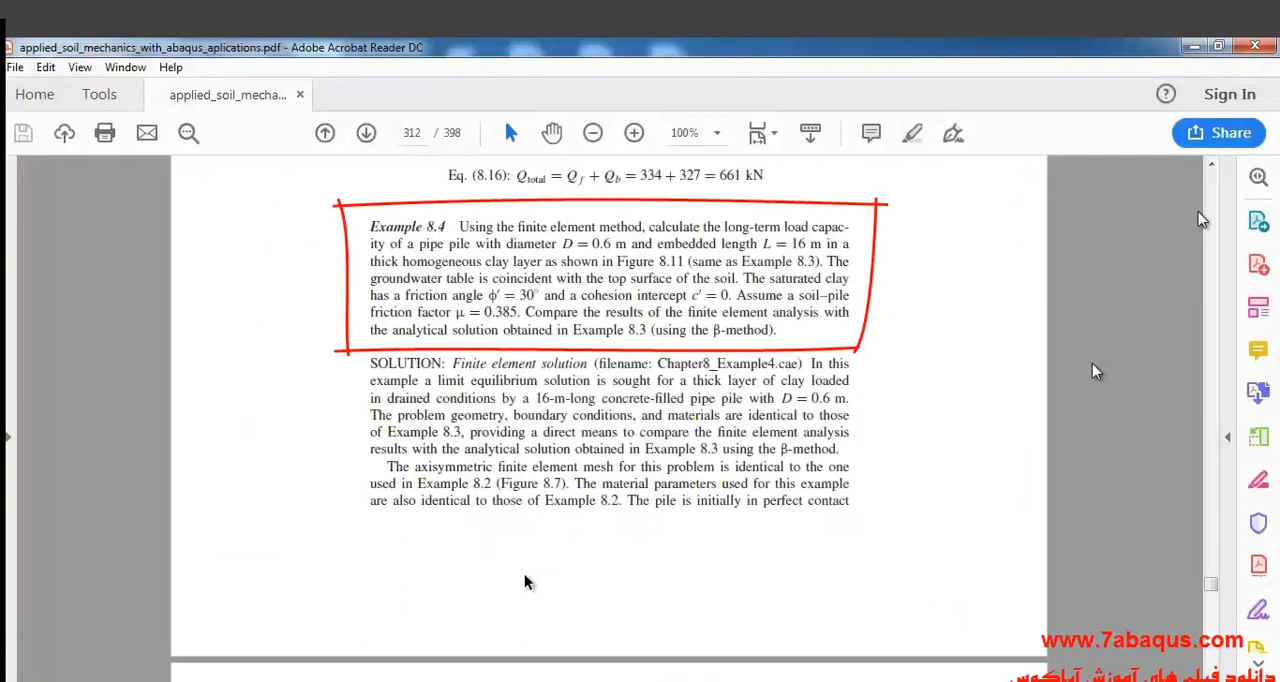 applied_soil_mechanics_with_abaqus_aplications.pdf - Adobe Acrobat Reader DC
File Edit View Window Help
Home Tools applied_soil_mecha... × Sign In
312 / 398 100% Share
Eq. (8.16): Qtotal = Qf + Qb = 334 + 327 = 661 kN
Example 8.4 Using the finite element method, calculate the long-term load capac-
ity of a pipe pile with diameter D = 0.6 m and embedded length L = 16 m in a
thick homogeneous clay layer as shown in Figure 8.11 (same as Example 8.3). The
groundwater table is coincident with the top surface of the soil. The saturated clay
has a friction angle ϕ′ = 30° and a cohesion intercept c′ = 0. Assume a soil–pile
friction factor μ = 0.385. Compare the results of the finite element analysis with
the analytical solution obtained in Example 8.3 (using the β-method).
SOLUTION: Finite element solution (filename: Chapter8_Example4.cae) In this
example a limit equilibrium solution is sought for a thick layer of clay loaded
in drained conditions by a 16-m-long concrete-filled pipe pile with D = 0.6 m.
The problem geometry, boundary conditions, and materials are identical to those
of Example 8.3, providing a direct means to compare the finite element analysis
results with the analytical solution obtained in Example 8.3 using the β-method.
The axisymmetric finite element mesh for this problem is identical to the one
used in Example 8.2 (Figure 8.7). The material parameters used for this example
are also identical to those of Example 8.2. The pile is initially in perfect contact
www.7abaqus.com
دانلود فیلم های آموزش آباکوس